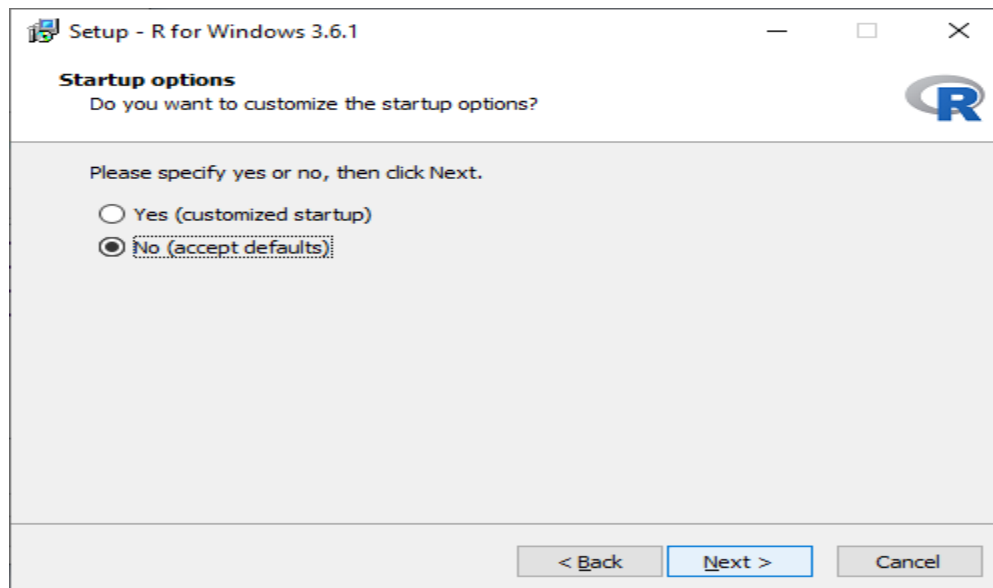 Setup - R for Windows 3.6.1
Startup options
Do you want to customize the startup options?
R
Please specify yes or no, then click Next.
Yes (customized startup)
No (accept defaults)
< Back Next > Cancel